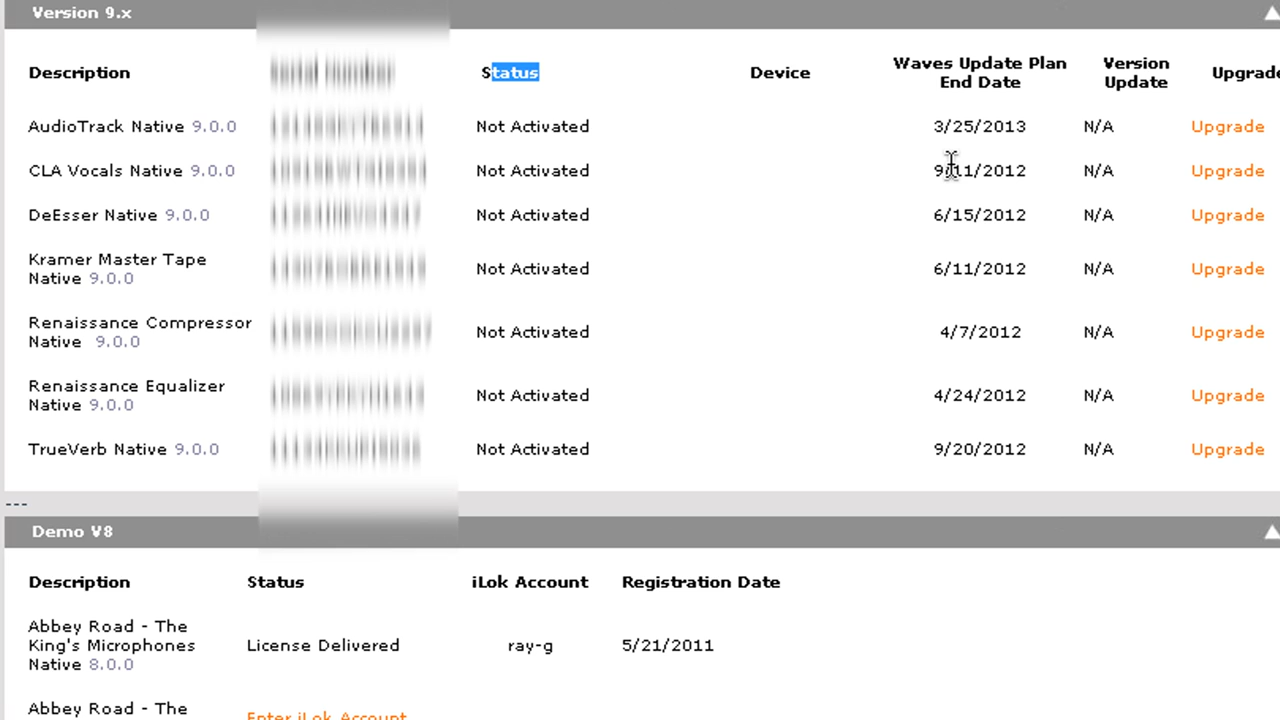 Version 9.x
Description Status Device Waves Update Plan End Date Version Update
AudioTrack Native 9.0.0 Not Activated 3/25/2013 N/A Upgrade
CLA Vocals Native 9.0.0 Not Activated 9/11/2012 N/A Upgrade
DeEsser Native 9.0.0 Not Activated 6/15/2012 N/A Upgrade
Kramer Master Tape
Native 9.0.0 Not Activated 6/11/2012 N/A Upgrade
Renaissance Compressor
Native 9.0.0 Not Activated 4/7/2012 N/A Upgrade
Renaissance Equalizer
Native 9.0.0 Not Activated 4/24/2012 N/A Upgrade
TrueVerb Native 9.0.0 Not Activated 9/20/2012 N/A Upgrade
---
Demo V8
Description Status iLok Account Registration Date
Abbey Road - The
King's Microphones
Native 8.0.0 License Delivered ray-g 5/21/2011
Abbey Road - The
Enter iLok Account